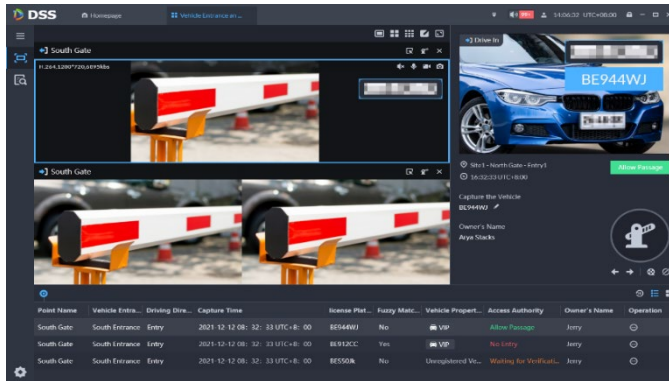 DSS
Homepage
Vehicle Entrance an...
14:06:32 UTC+08:00
South Gate
H.264,1280*720,6095kbs
South Gate
Drive In
BE944WJ
Site1 - North Gate - Entry1
16:32:33 UTC+8:00
Allow Passage
Capture the Vehicle
BE944WJ
Owner's Name
Arya Stacks
Point Name Vehicle Entra... Driving Dire... Capture Time license Plat... Fuzzy Matc... Vehicle Propert... Access Authority Owner's Name Operation
South Gate South Entrance Entry 2021-12-12 08: 32: 33 UTC+8: 00 BE944WJ No VIP Allow Passage Jerry
South Gate South Entrance Entry 2021-12-12 08: 32: 33 UTC+8: 00 BE912CC Yes VIP No Entry Jerry
South Gate South Entrance Entry 2021-12-12 08: 32: 33 UTC+8: 00 BE550Jk No Unregistered Ve... Waiting for Verificati... Jerry